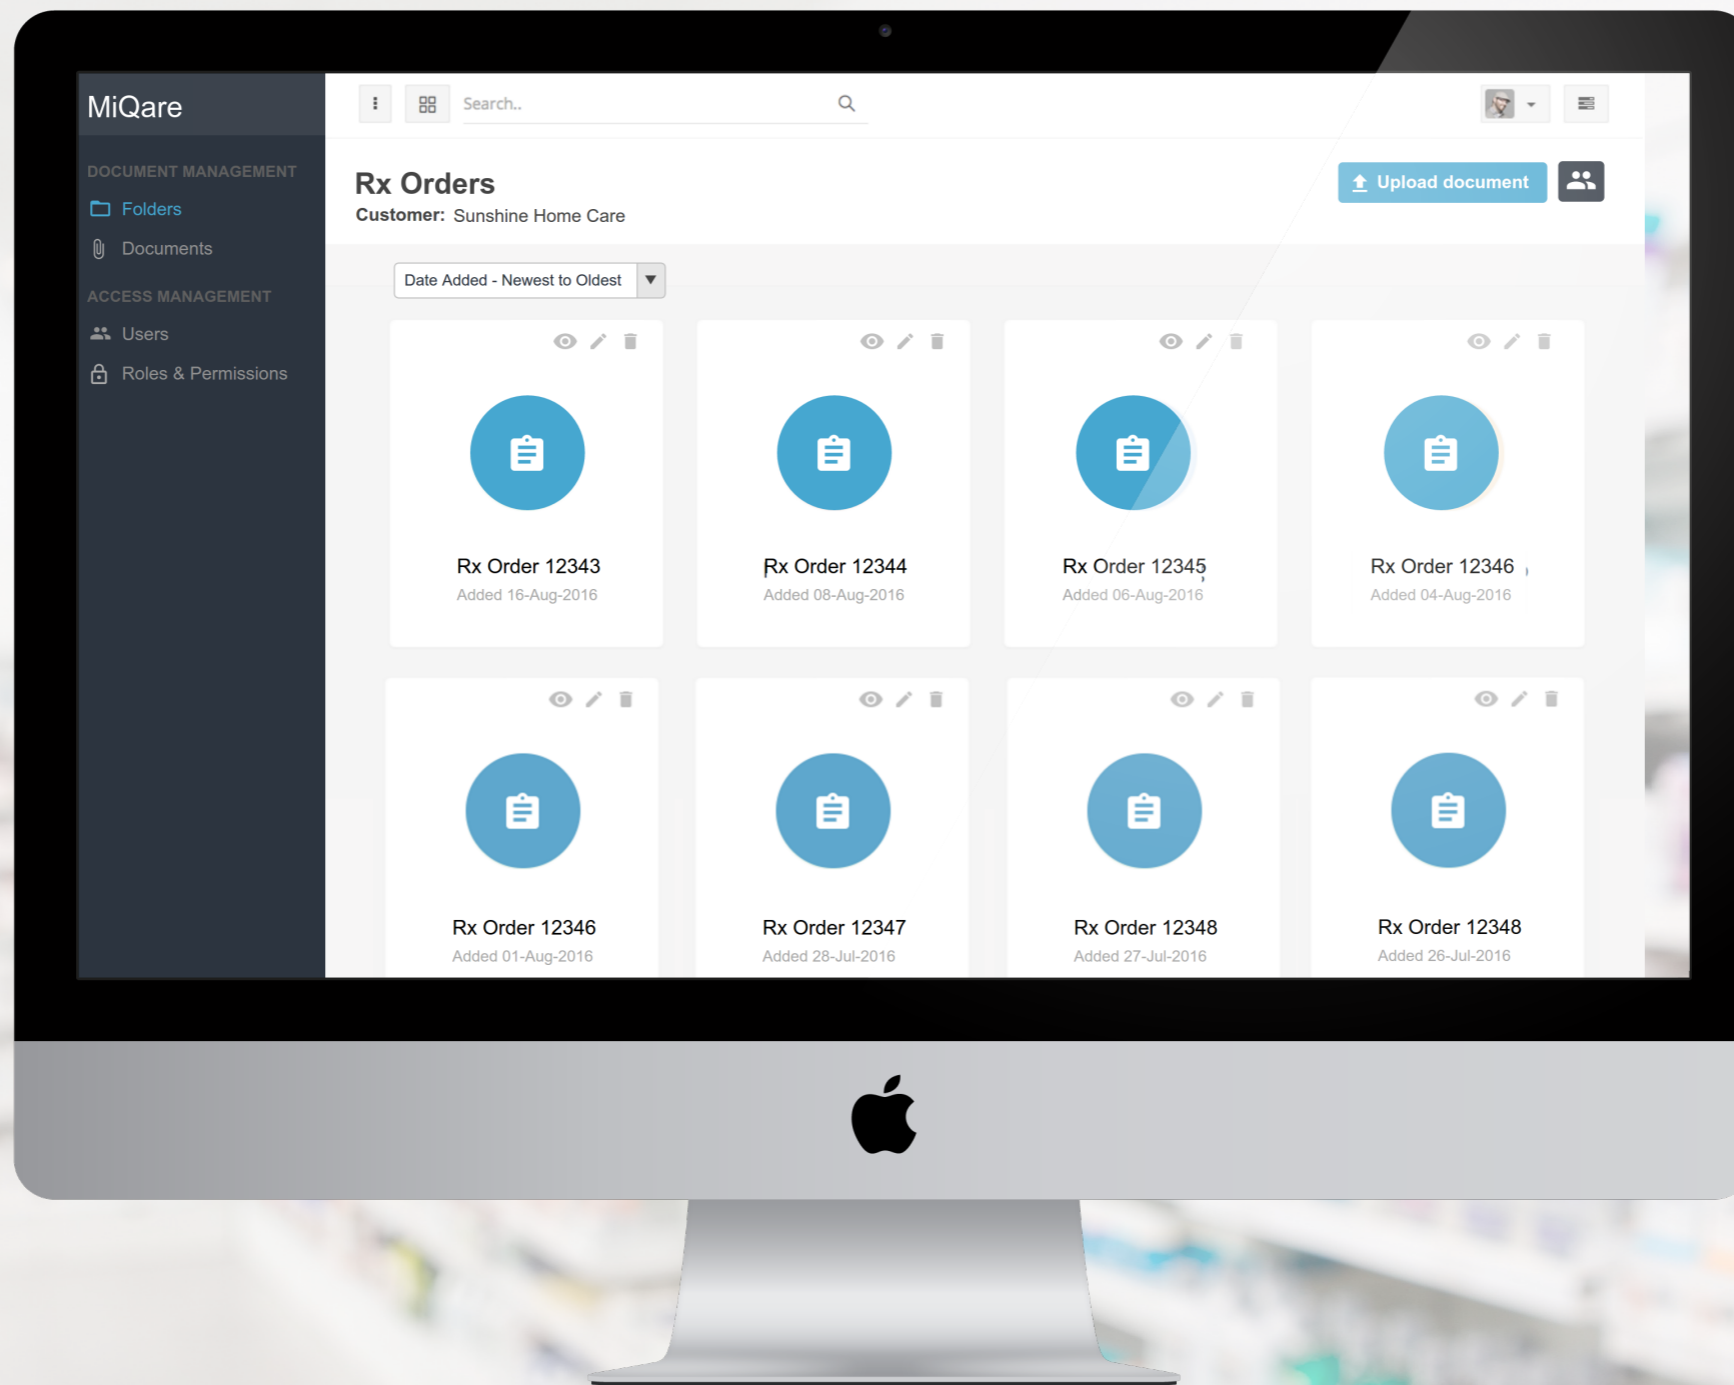 MiQare
Search..
DOCUMENT MANAGEMENT
Folders
Documents
ACCESS MANAGEMENT
Users
Roles & Permissions
Rx Orders
Customer: Sunshine Home Care
Upload document
Date Added - Newest to Oldest
Rx Order 12343
Added 16-Aug-2016
Rx Order 12344
Added 08-Aug-2016
Rx Order 12345
Added 06-Aug-2016
Rx Order 12346
Added 04-Aug-2016
Rx Order 12346
Added 01-Aug-2016
Rx Order 12347
Added 28-Jul-2016
Rx Order 12348
Added 27-Jul-2016
Rx Order 12348
Added 26-Jul-2016